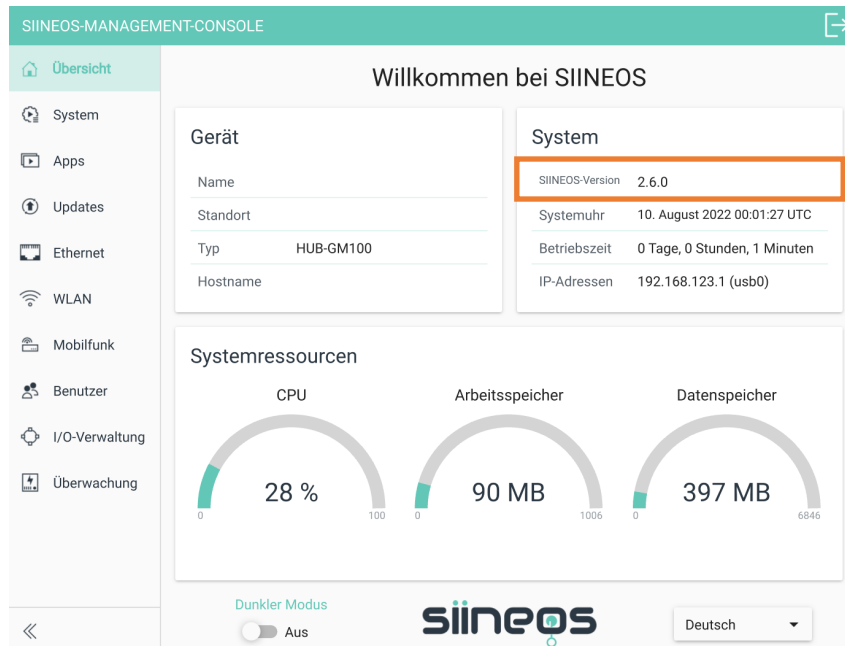 SIINEOS-MANAGEMENT-CONSOLE
Übersicht
System
Apps
Updates
Ethernet
WLAN
Mobilfunk
Benutzer
I/O-Verwaltung
Überwachung
Willkommen bei SIINEOS
Gerät
Name
Standort
Typ HUB-GM100
Hostname
System
SIINEOS-Version 2.6.0
Systemuhr 10. August 2022 00:01:27 UTC
Betriebszeit 0 Tage, 0 Stunden, 1 Minuten
IP-Adressen 192.168.123.1 (usb0)
Systemressourcen
CPU
28 %
0 100
Arbeitsspeicher
90 MB
0 1006
Datenspeicher
397 MB
0 6846
Dunkler Modus
Aus
siineos
Deutsch